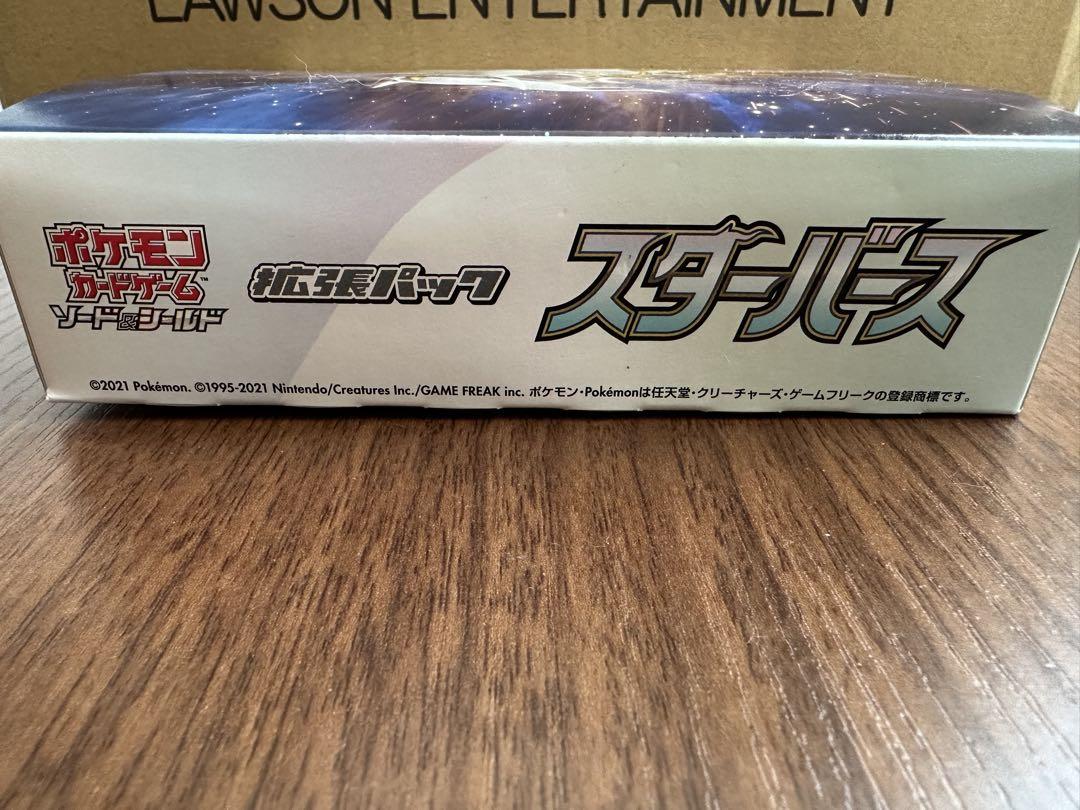 LAWSON ENTERTAINMENT
ポケモン
カードゲーム™
ソード&シールド
拡張パック
スターバース
©2021 Pokémon. ©1995-2021 Nintendo/Creatures Inc./GAME FREAK inc. ポケモン・Pokémonは任天堂・クリーチャーズ・ゲームフリークの登録商標です。